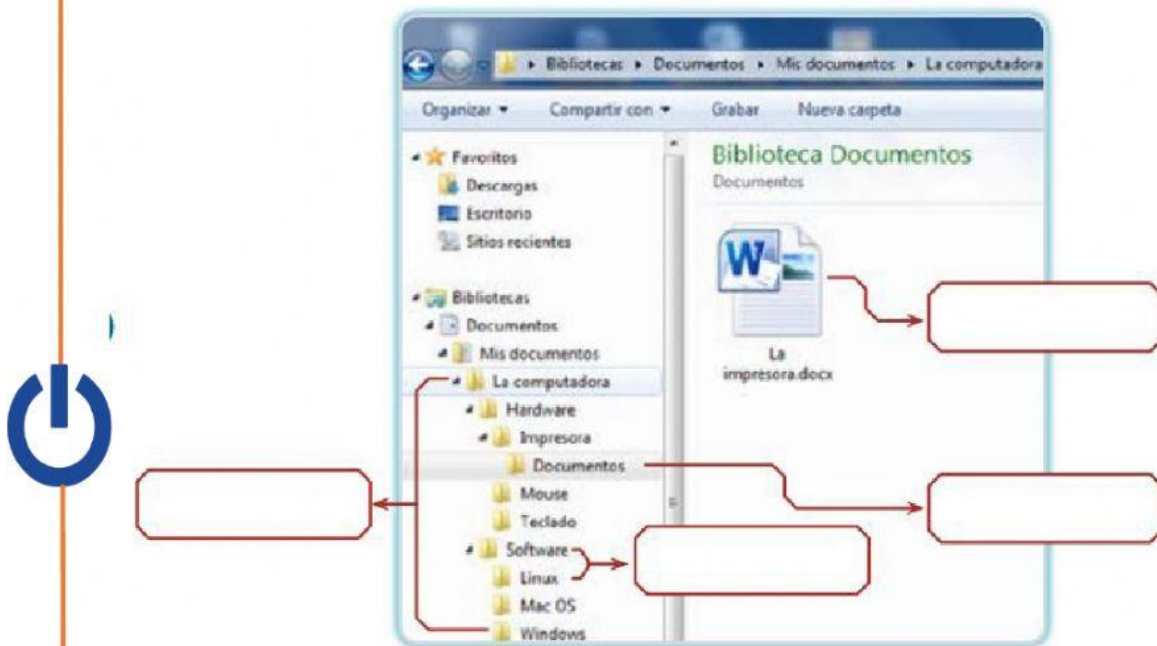 Bibliotecas ▸ Documentos ▸ Mis documentos ▸ La computadora
Organizar ▾ Compartir con ▾ Grabar Nueva carpeta
Favoritos
Descargas
Escritorio
Sitios recientes
Bibliotecas
Documentos
Mis documentos
La computadora
Hardware
Impresora
Documentos
Mouse
Teclado
Software
Linux
Mac OS
Windows
Biblioteca Documentos
Documentos
W
La
impresora.docx